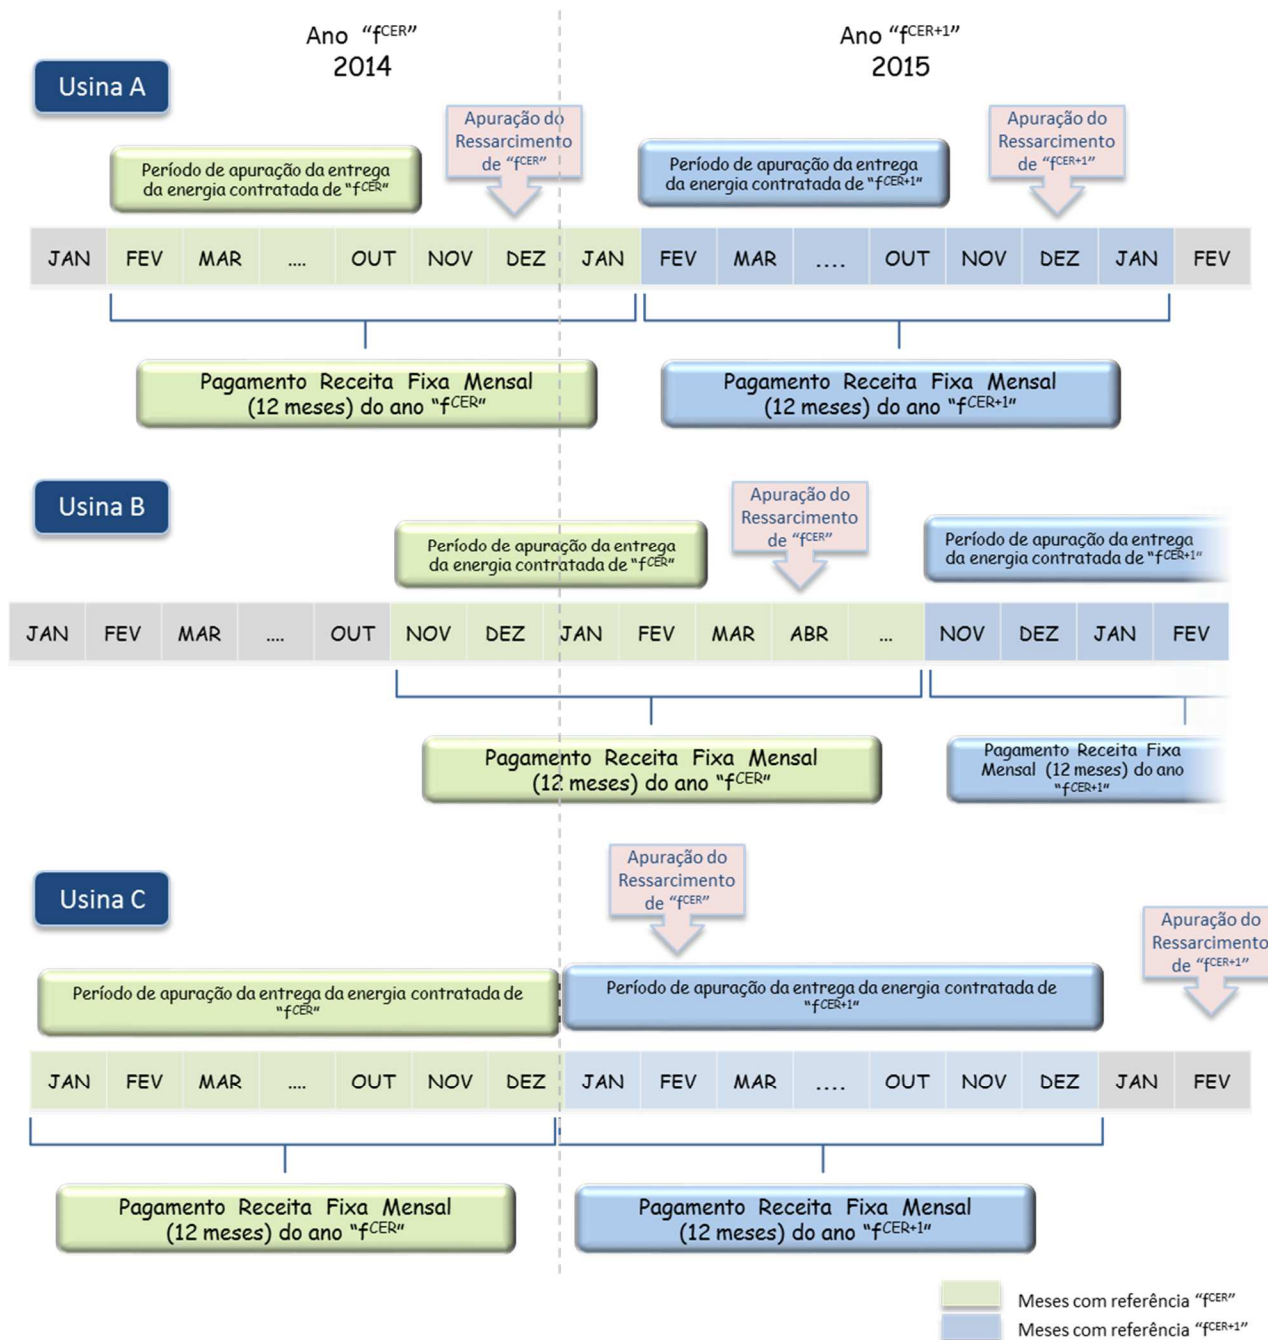 Ano “fCER”
2014
Ano “fCER+1”
2015
Usina A
Apuração do
Ressarcimento
de “fCER”
Apuração do
Ressarcimento
de “fCER+1”
Período de apuração da entrega
da energia contratada de “fCER”
Período de apuração da entrega
da energia contratada de “fCER+1”
JAN FEV MAR .... OUT NOV DEZ JAN FEV MAR .... OUT NOV DEZ JAN FEV
Pagamento Receita Fixa Mensal
(12 meses) do ano “fCER”
Pagamento Receita Fixa Mensal
(12 meses) do ano “fCER+1”
Usina B
Apuração do
Ressarcimento
de “fCER”
Período de apuração da entrega
da energia contratada de “fCER”
Período de apuração da entrega
da energia contratada de “fCER+1”
JAN FEV MAR .... OUT NOV DEZ JAN FEV MAR ABR ... NOV DEZ JAN FEV
Pagamento Receita Fixa Mensal
(12 meses) do ano “fCER”
Pagamento Receita Fixa
Mensal (12 meses) do ano
“fCER+1”
Usina C
Apuração do
Ressarcimento
de “fCER”
Apuração do
Ressarcimento
de “fCER+1”
Período de apuração da entrega da energia contratada de
“fCER”
Período de apuração da entrega da energia contratada de
“fCER+1”
JAN FEV MAR .... OUT NOV DEZ JAN FEV MAR .... OUT NOV DEZ JAN FEV
Pagamento Receita Fixa Mensal
(12 meses) do ano “fCER”
Pagamento Receita Fixa Mensal
(12 meses) do ano “fCER+1”
Meses com referência “fCER”
Meses com referência “fCER+1”